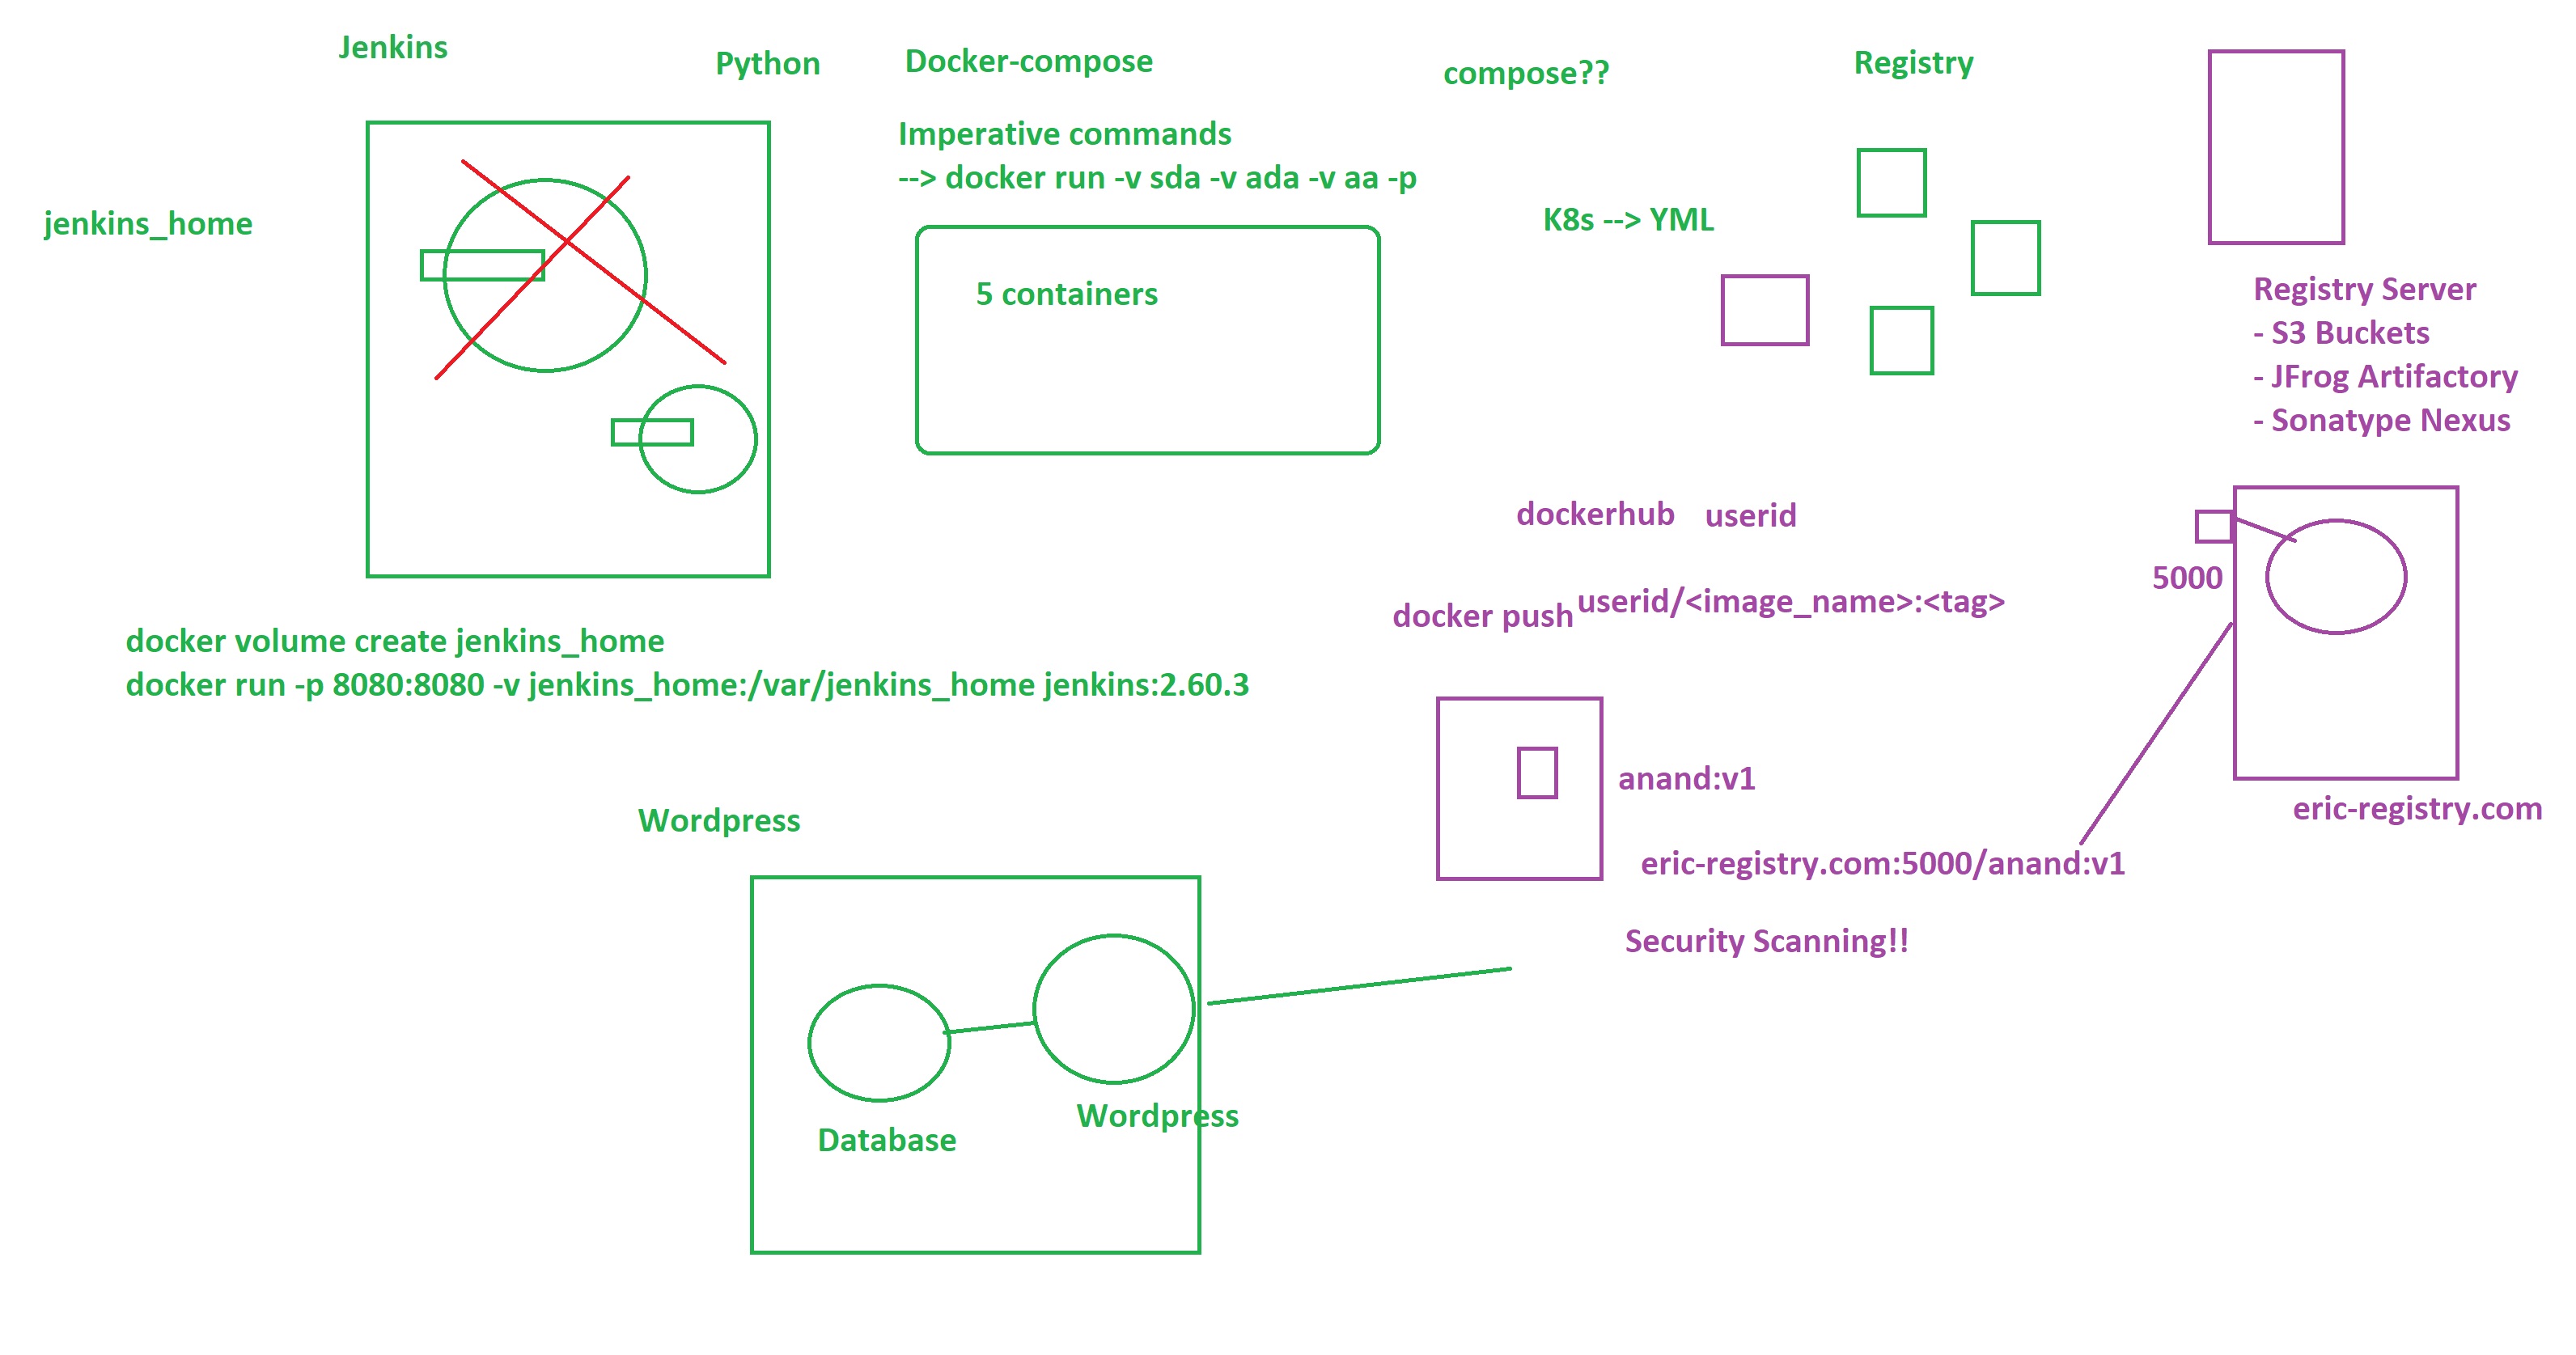 Jenkins
Python
Docker-compose
compose??
Registry
Imperative commands
--> docker run -v sda -v ada -v aa -p
jenkins_home
K8s --> YML
5 containers
Registry Server
- S3 Buckets
- JFrog Artifactory
- Sonatype Nexus
dockerhub
userid
5000
docker push
userid/<image_name>:<tag>
docker volume create jenkins_home
docker run -p 8080:8080 -v jenkins_home:/var/jenkins_home jenkins:2.60.3
anand:v1
eric-registry.com
Wordpress
eric-registry.com:5000/anand:v1
Security Scanning!!
Wordpress
Database